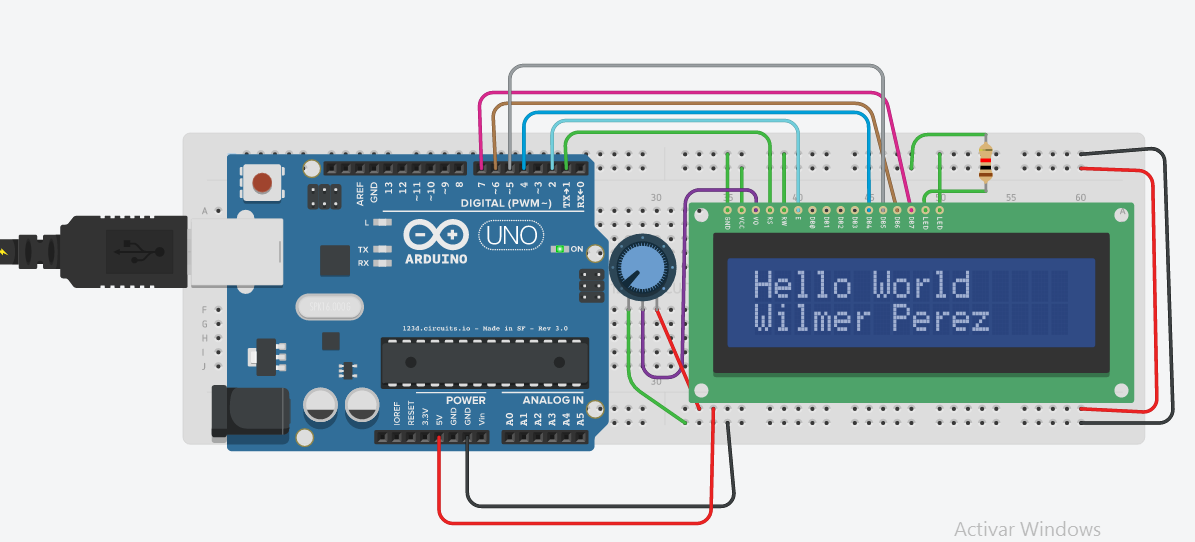 30
40
45
55
60
A
AREF
GND
13
12
~11
~10
~9
8
7
~6
~5
4
~3
2
TX→1
RX←0
DIGITAL (PWM~)
L
TX
RX
UNO
ON
ARDUINO
GND
VCC
VO
RS
RW
E
DB0
DB1
DB2
DB3
DB4
DB5
DB6
DB7
LED
LED
A
Hello World
Wilmer Perez
F
G
H
I
J
123d.circuits.io – Made in SF - Rev 3.0
30
POWER
ANALOG IN
IOREF
RESET
3.3V
5V
GND
GND
Vin
A0
A1
A2
A3
A4
A5
Activar Windows